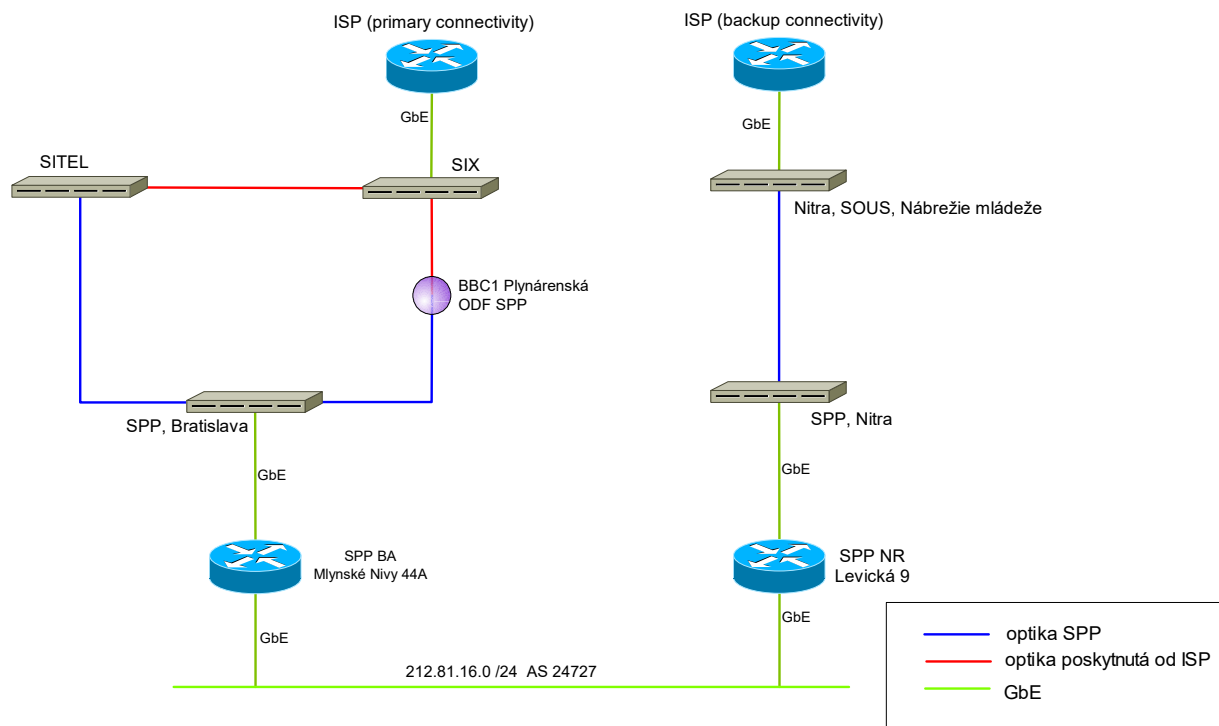 ISP (primary connectivity)
ISP (backup connectivity)
GbE
GbE
SITEL
SIX
Nitra, SOUS, Nábrežie mládeže
BBC1 Plynárenská
ODF SPP
SPP, Bratislava
SPP, Nitra
GbE
GbE
SPP BA
Mlynské Nivy 44A
SPP NR
Levická 9
GbE
GbE
212.81.16.0 /24 AS 24727
optika SPP
optika poskytnutá od ISP
GbE